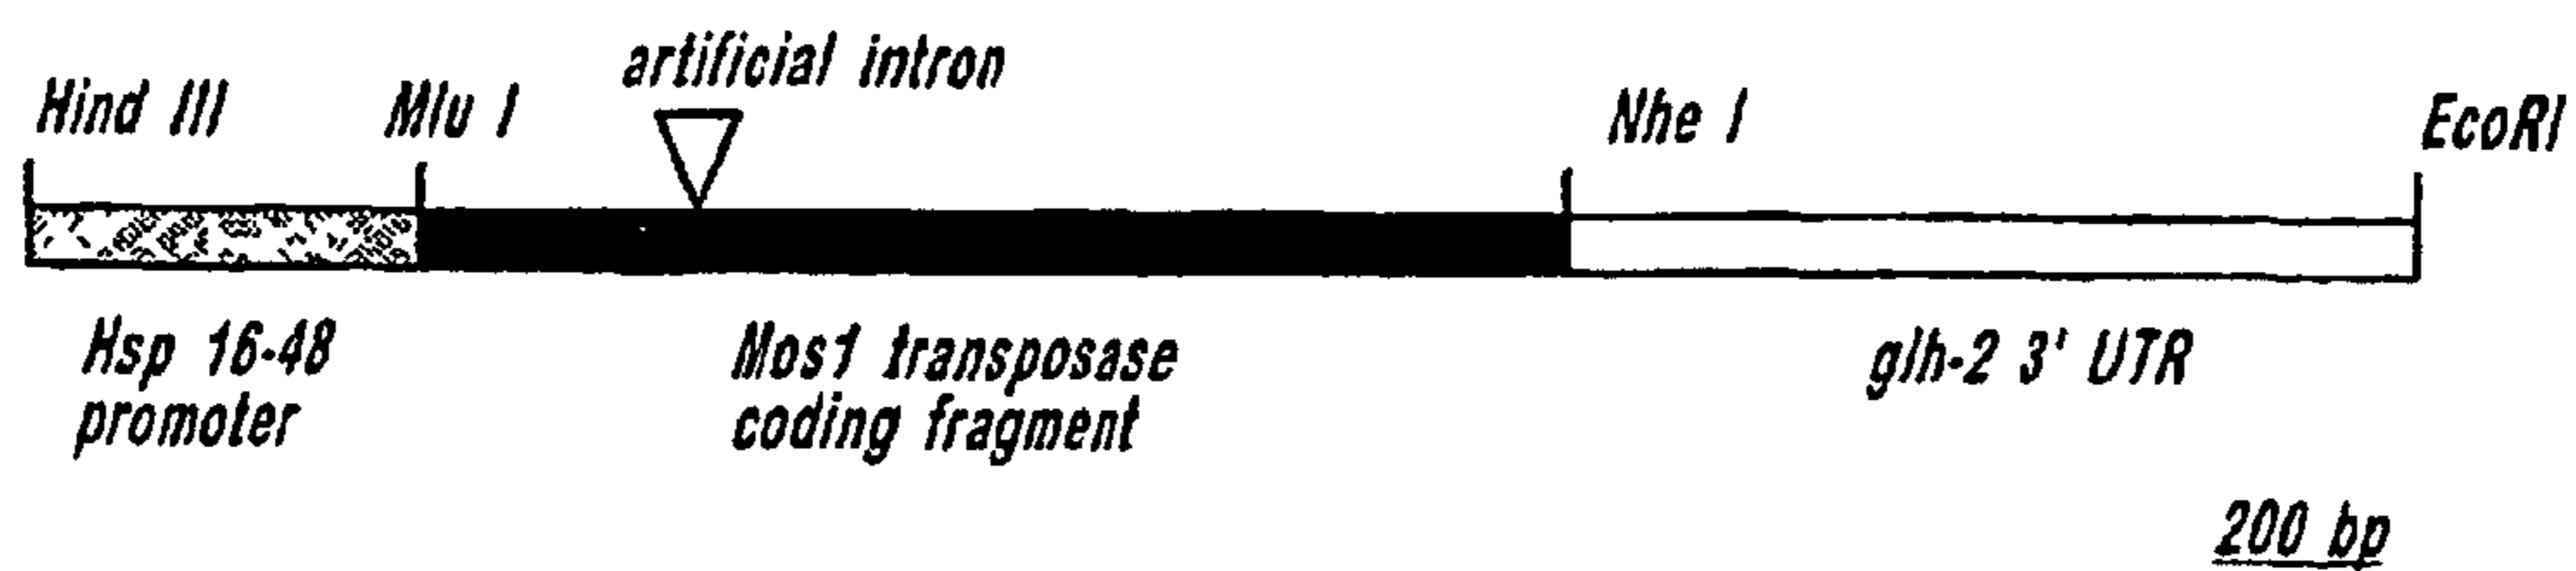 artificial intron
Hind III
Mlu I
Nhe I
EcoRI
Hsp 16-48
promoter
Mos1 transposase
coding fragment
glh-2 3' UTR
200 bp